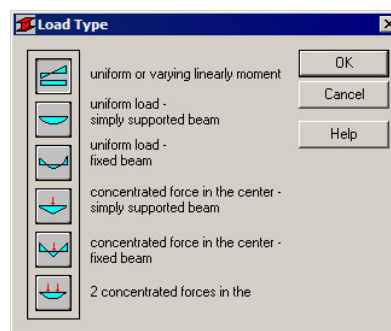 Load Type
uniform or varying linearly moment
uniform load -
simply supported beam
uniform load -
fixed beam
concentrated force in the center -
simply supported beam
concentrated force in the center -
fixed beam
2 concentrated forces in the
OK
Cancel
Help